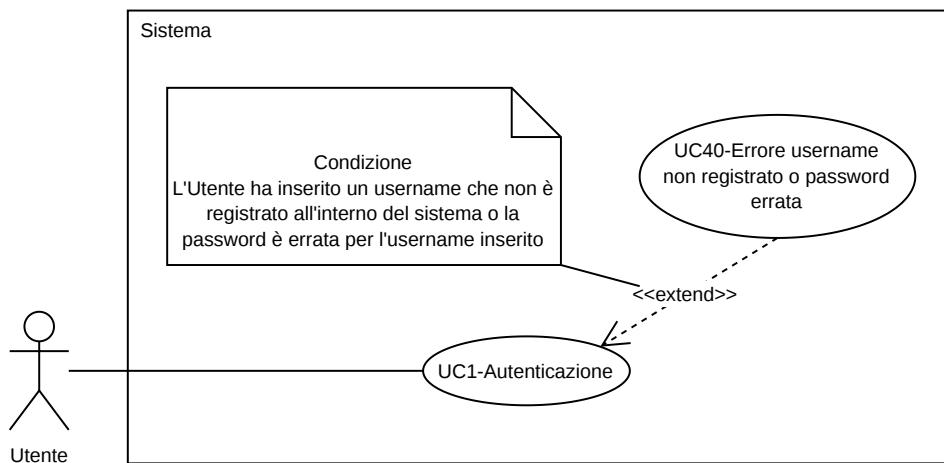 Sistema
Condizione
L'Utente ha inserito un username che non è
registrato all'interno del sistema o la
password è errata per l'username inserito
UC40-Errore username
non registrato o password
errata
<<extend>>
UC1-Autenticazione
Utente